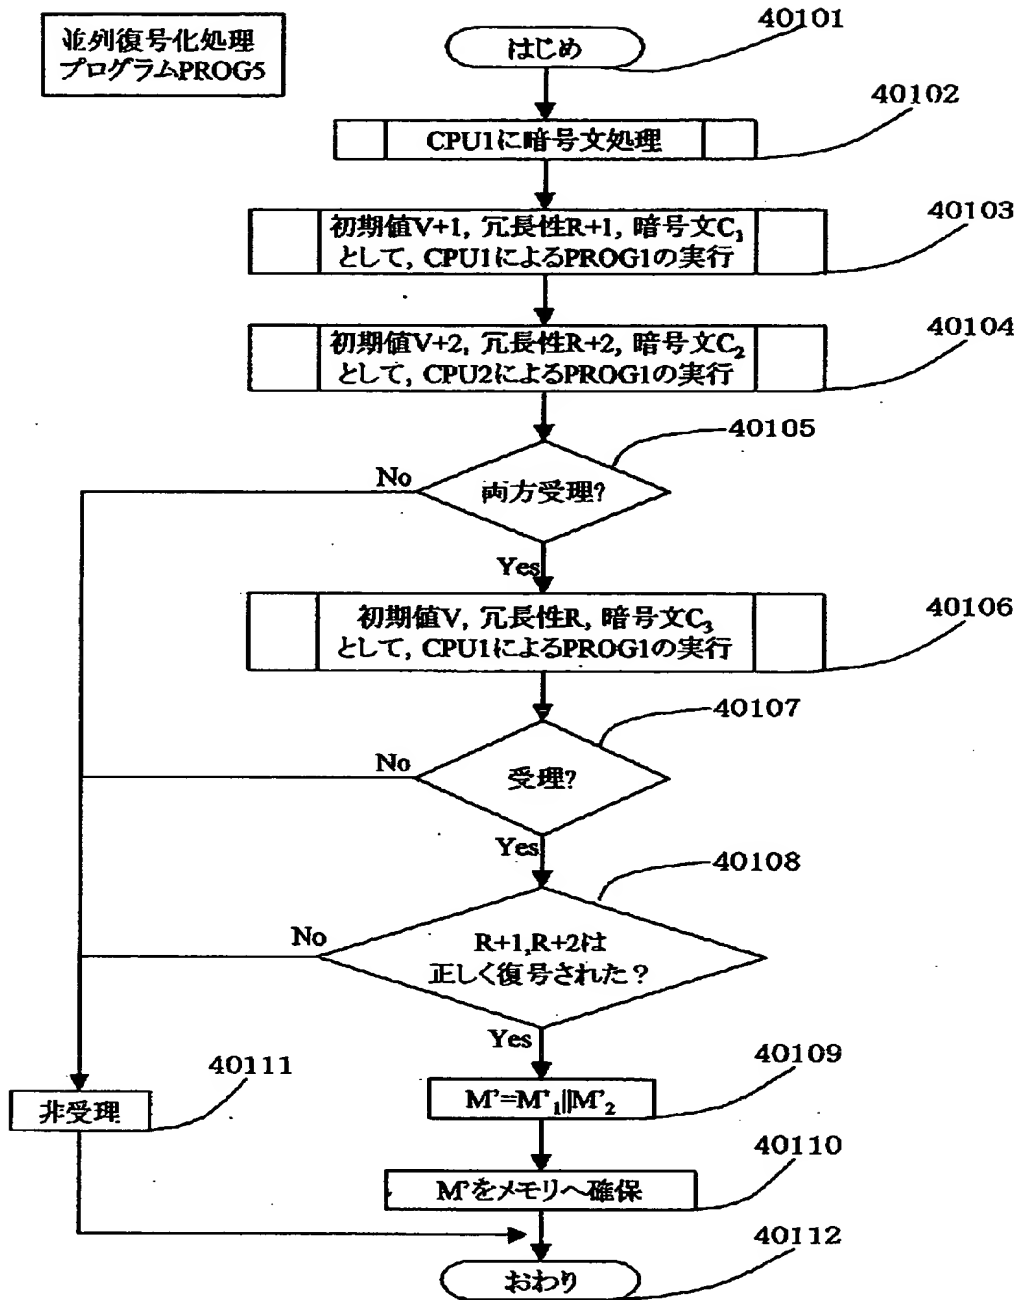 並列復号化処理
プログラムPROG5
はじめ
40101
CPU1に暗号文処理
40102
初期値V+1, 冗長性R+1, 暗号文C₁
として, CPU1によるPROG1の実行
40103
初期値V+2, 冗長性R+2, 暗号文C₂
として, CPU2によるPROG1の実行
40104
両方受理?
40105
No
Yes
初期値V, 冗長性R, 暗号文C₃
として, CPU1によるPROG1の実行
40106
受理?
40107
No
Yes
R+1,R+2は
正しく復号された?
40108
No
Yes
M'=M'₁||M'₂
40109
非受理
40111
M'をメモリへ確保
40110
おわり
40112